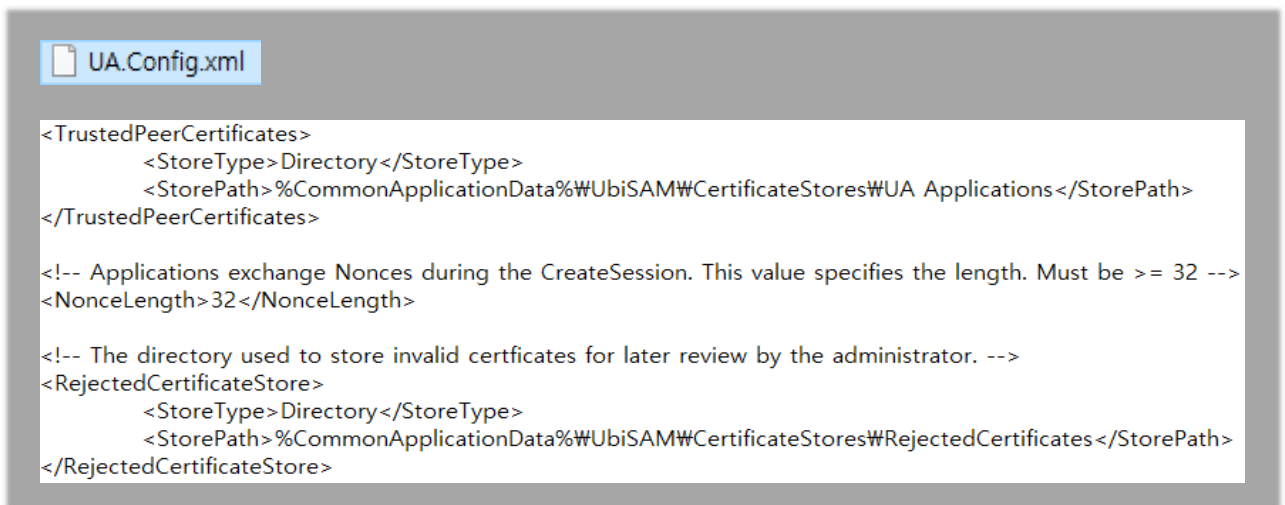 UA.Config.xml
<TrustedPeerCertificates>
<StoreType>Directory</StoreType>
<StorePath>%CommonApplicationData%₩UbiSAM₩CertificateStores₩UA Applications</StorePath>
</TrustedPeerCertificates>
<!-- Applications exchange Nonces during the CreateSession. This value specifies the length. Must be >= 32 -->
<NonceLength>32</NonceLength>
<!-- The directory used to store invalid certficates for later review by the administrator. -->
<RejectedCertificateStore>
<StoreType>Directory</StoreType>
<StorePath>%CommonApplicationData%₩UbiSAM₩CertificateStores₩RejectedCertificates</StorePath>
</RejectedCertificateStore>